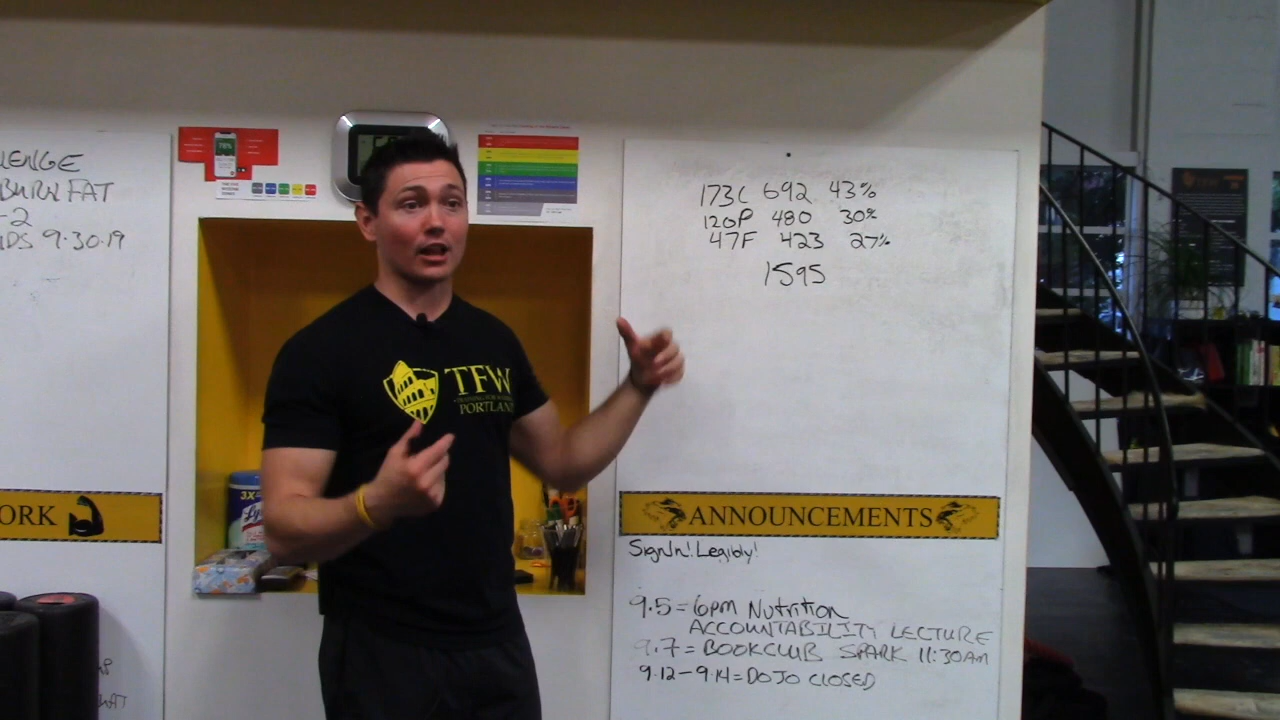 BURN FAT
-2
9.30.19
78%
173C 692 43%
120P 480 30%
47F 423 27%
1595
TFW
PORTLAND
3X
ORK
ANNOUNCEMENTS
SignIn! Legibly!
9.5 = 6pm Nutrition
ACCOUNTABILITY LECTURE
9.7 = BOOKCLUB SPARK 11:30AM
9.12-9.14 = DOJO CLOSED